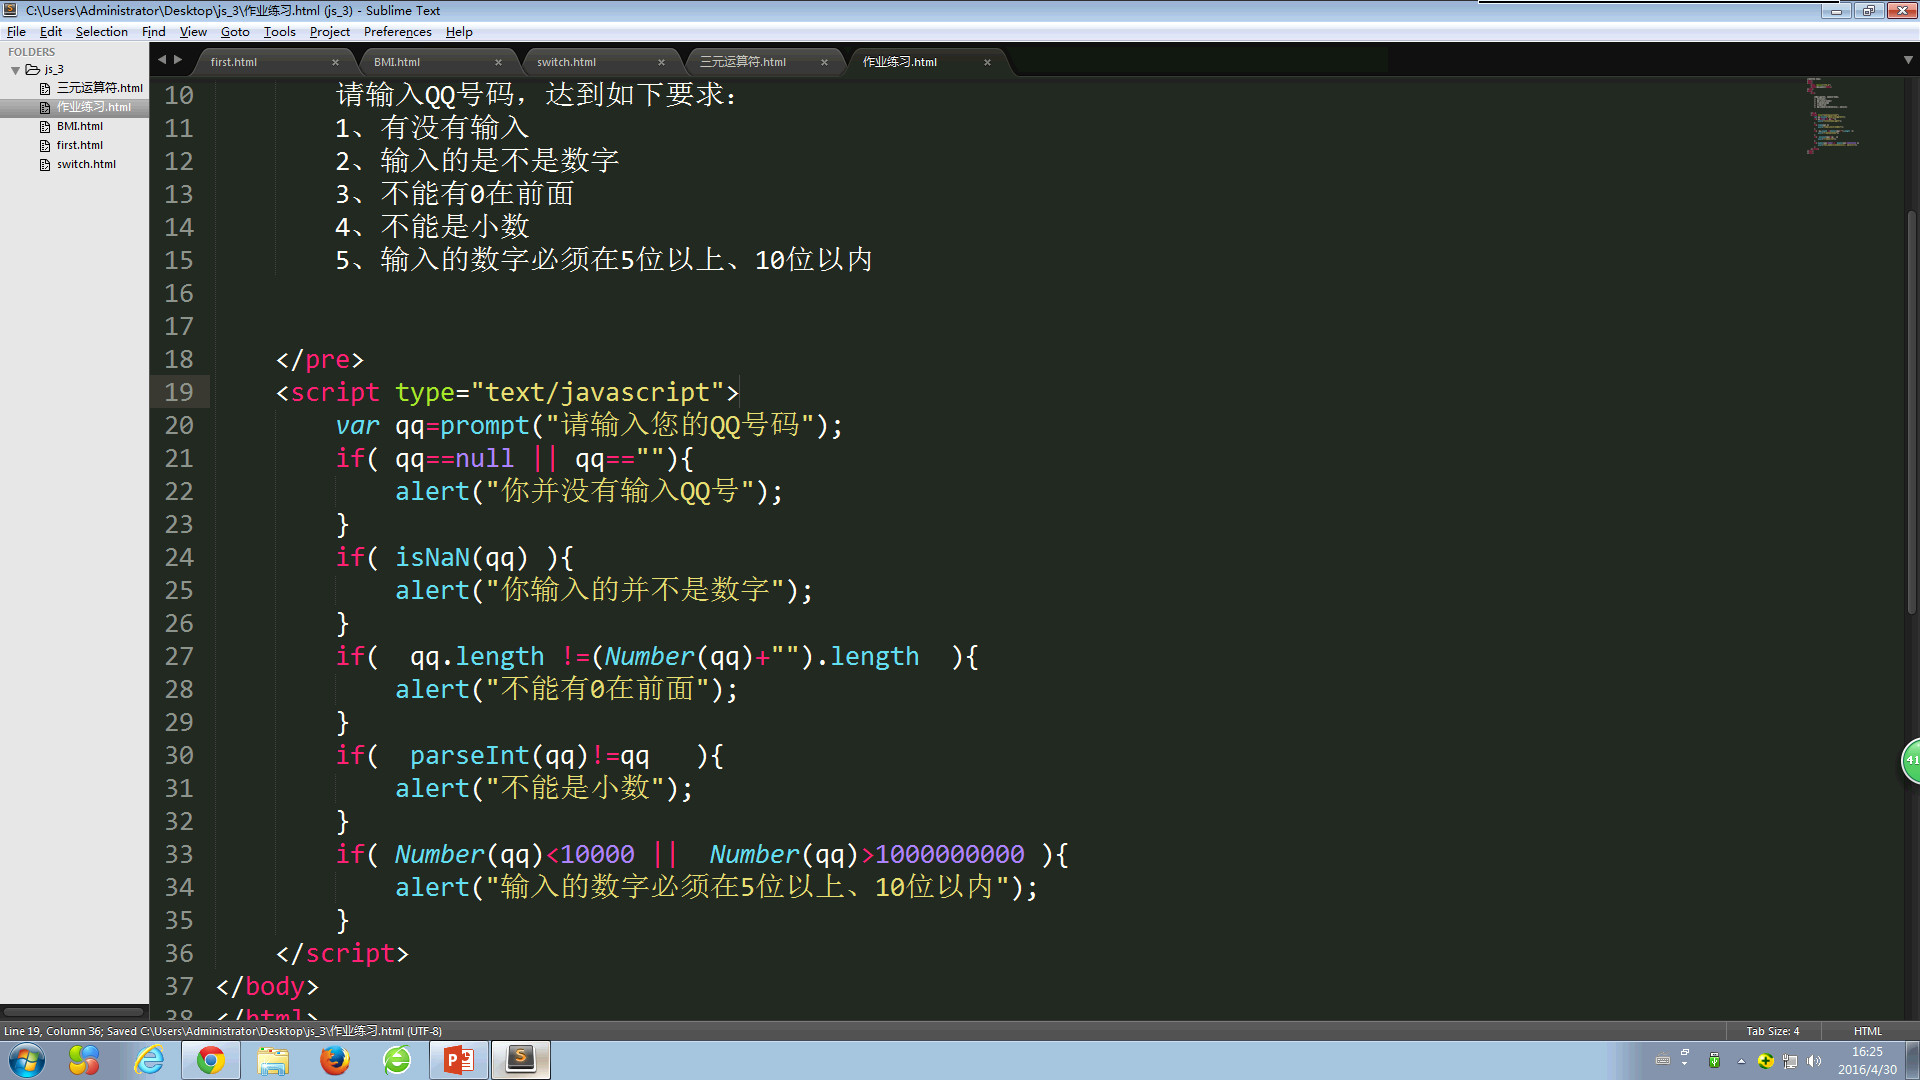 C:\Users\Administrator\Desktop\js_3\作业练习.html (js_3) - Sublime Text
File Edit Selection Find View Goto Tools Project Preferences Help
FOLDERS
js_3
三元运算符.html
作业练习.html
BMI.html
first.html
switch.html
first.html × BMI.html × switch.html × 三元运算符.html × 作业练习.html ×
10 请输入QQ号码，达到如下要求：
11 1、有没有输入
12 2、输入的是不是数字
13 3、不能有0在前面
14 4、不能是小数
15 5、输入的数字必须在5位以上、10位以内
16
17
18 </pre>
19 <script type="text/javascript">
20 var qq=prompt("请输入您的QQ号码");
21 if( qq==null || qq==""){
22 alert("你并没有输入QQ号");
23 }
24 if( isNaN(qq) ){
25 alert("你输入的并不是数字");
26 }
27 if(  qq.length !=(Number(qq)+"").length  ){
28 alert("不能有0在前面");
29 }
30 if(  parseInt(qq)!=qq   ){
31 alert("不能是小数");
32 }
33 if( Number(qq)<10000 ||  Number(qq)>1000000000 ){
34 alert("输入的数字必须在5位以上、10位以内");
35 }
36 </script>
37 </body>
38 </html>
41
Line 19, Column 36; Saved C:\Users\Administrator\Desktop\js_3\作业练习.html (UTF-8) Tab Size: 4 HTML
16:25
2016/4/30